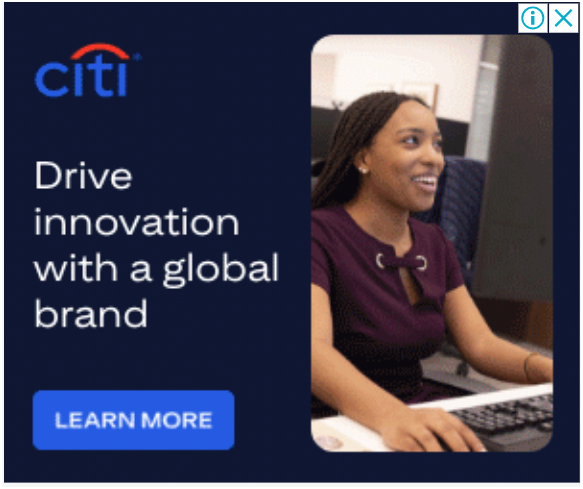 citi
Drive
innovation
with a global
brand
LEARN MORE